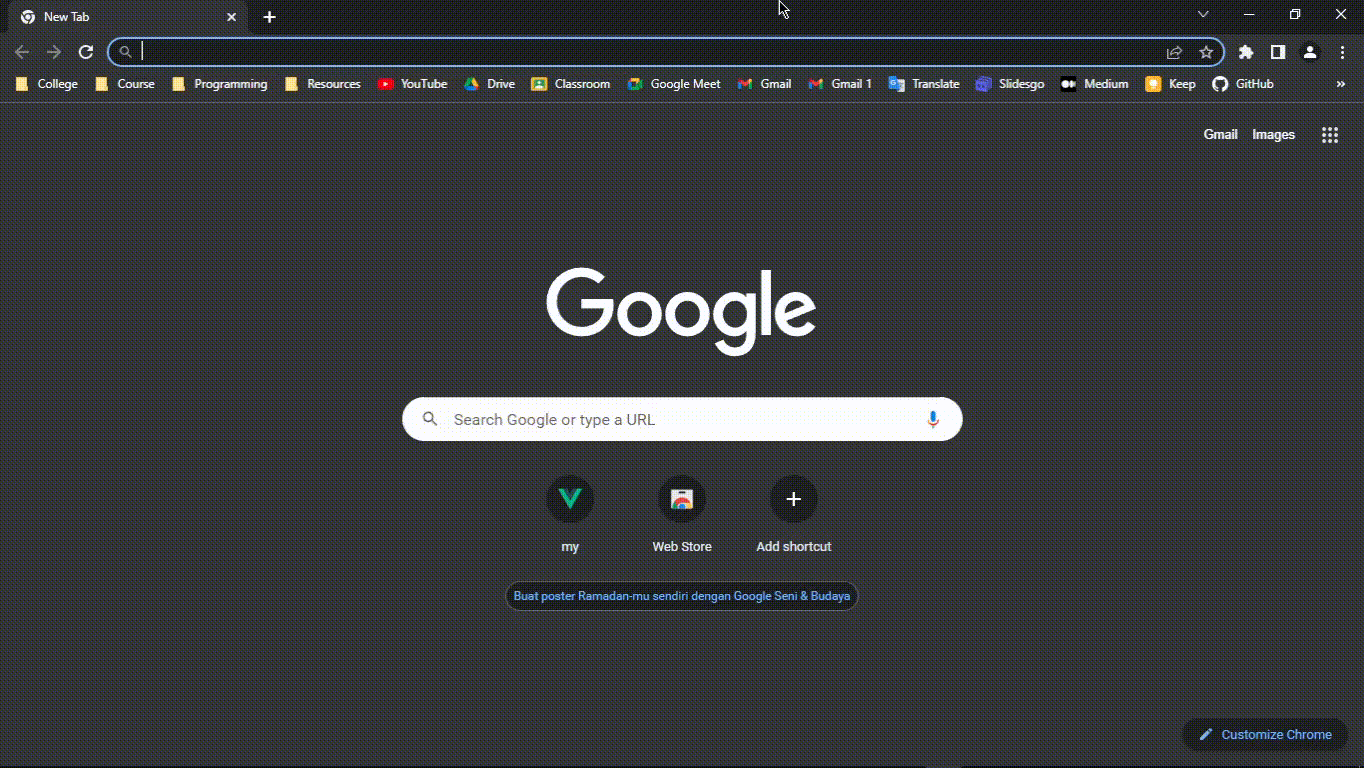 New Tab
College Course Programming Resources YouTube Drive Classroom Google Meet Gmail Gmail 1 Translate Slidesgo Medium Keep GitHub »
Gmail Images
Google
Search Google or type a URL
my Web Store Add shortcut
Buat poster Ramadan-mu sendiri dengan Google Seni & Budaya
Customize Chrome